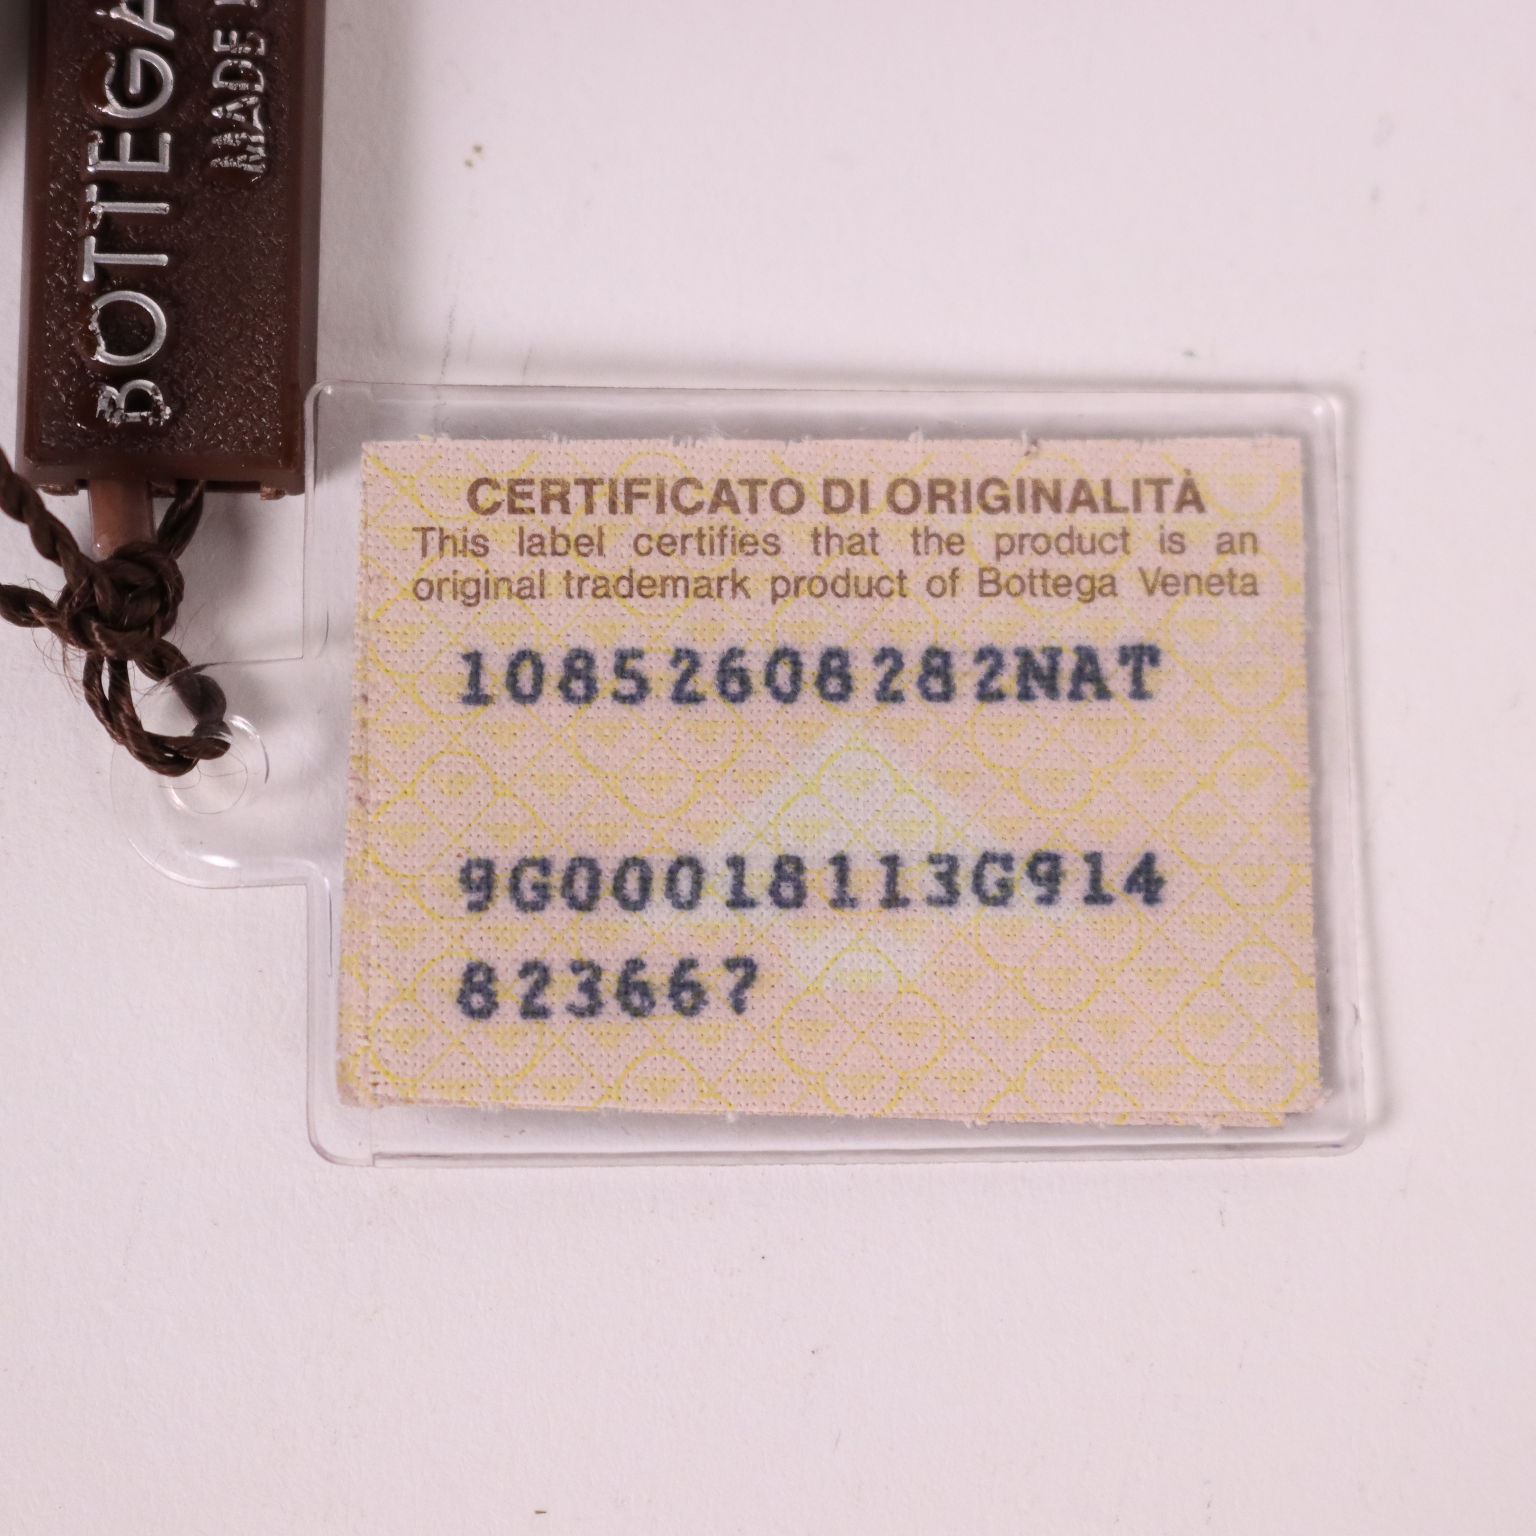 BOTTEGA
MADE
CERTIFICATO DI ORIGINALITÀ
This label certifies that the product is an
original trademark product of Bottega Veneta
10852608282NAT
9G00018113G914
823667